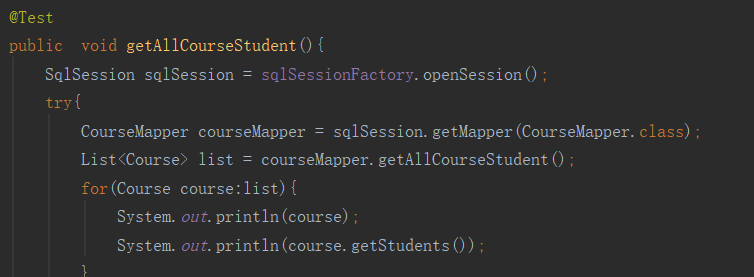 @Test
public  void getAllCourseStudent(){
SqlSession sqlSession = sqlSessionFactory.openSession();
try{
CourseMapper courseMapper = sqlSession.getMapper(CourseMapper.class);
List<Course> list = courseMapper.getAllCourseStudent();
for(Course course:list){
System.out.println(course);
System.out.println(course.getStudents());
}